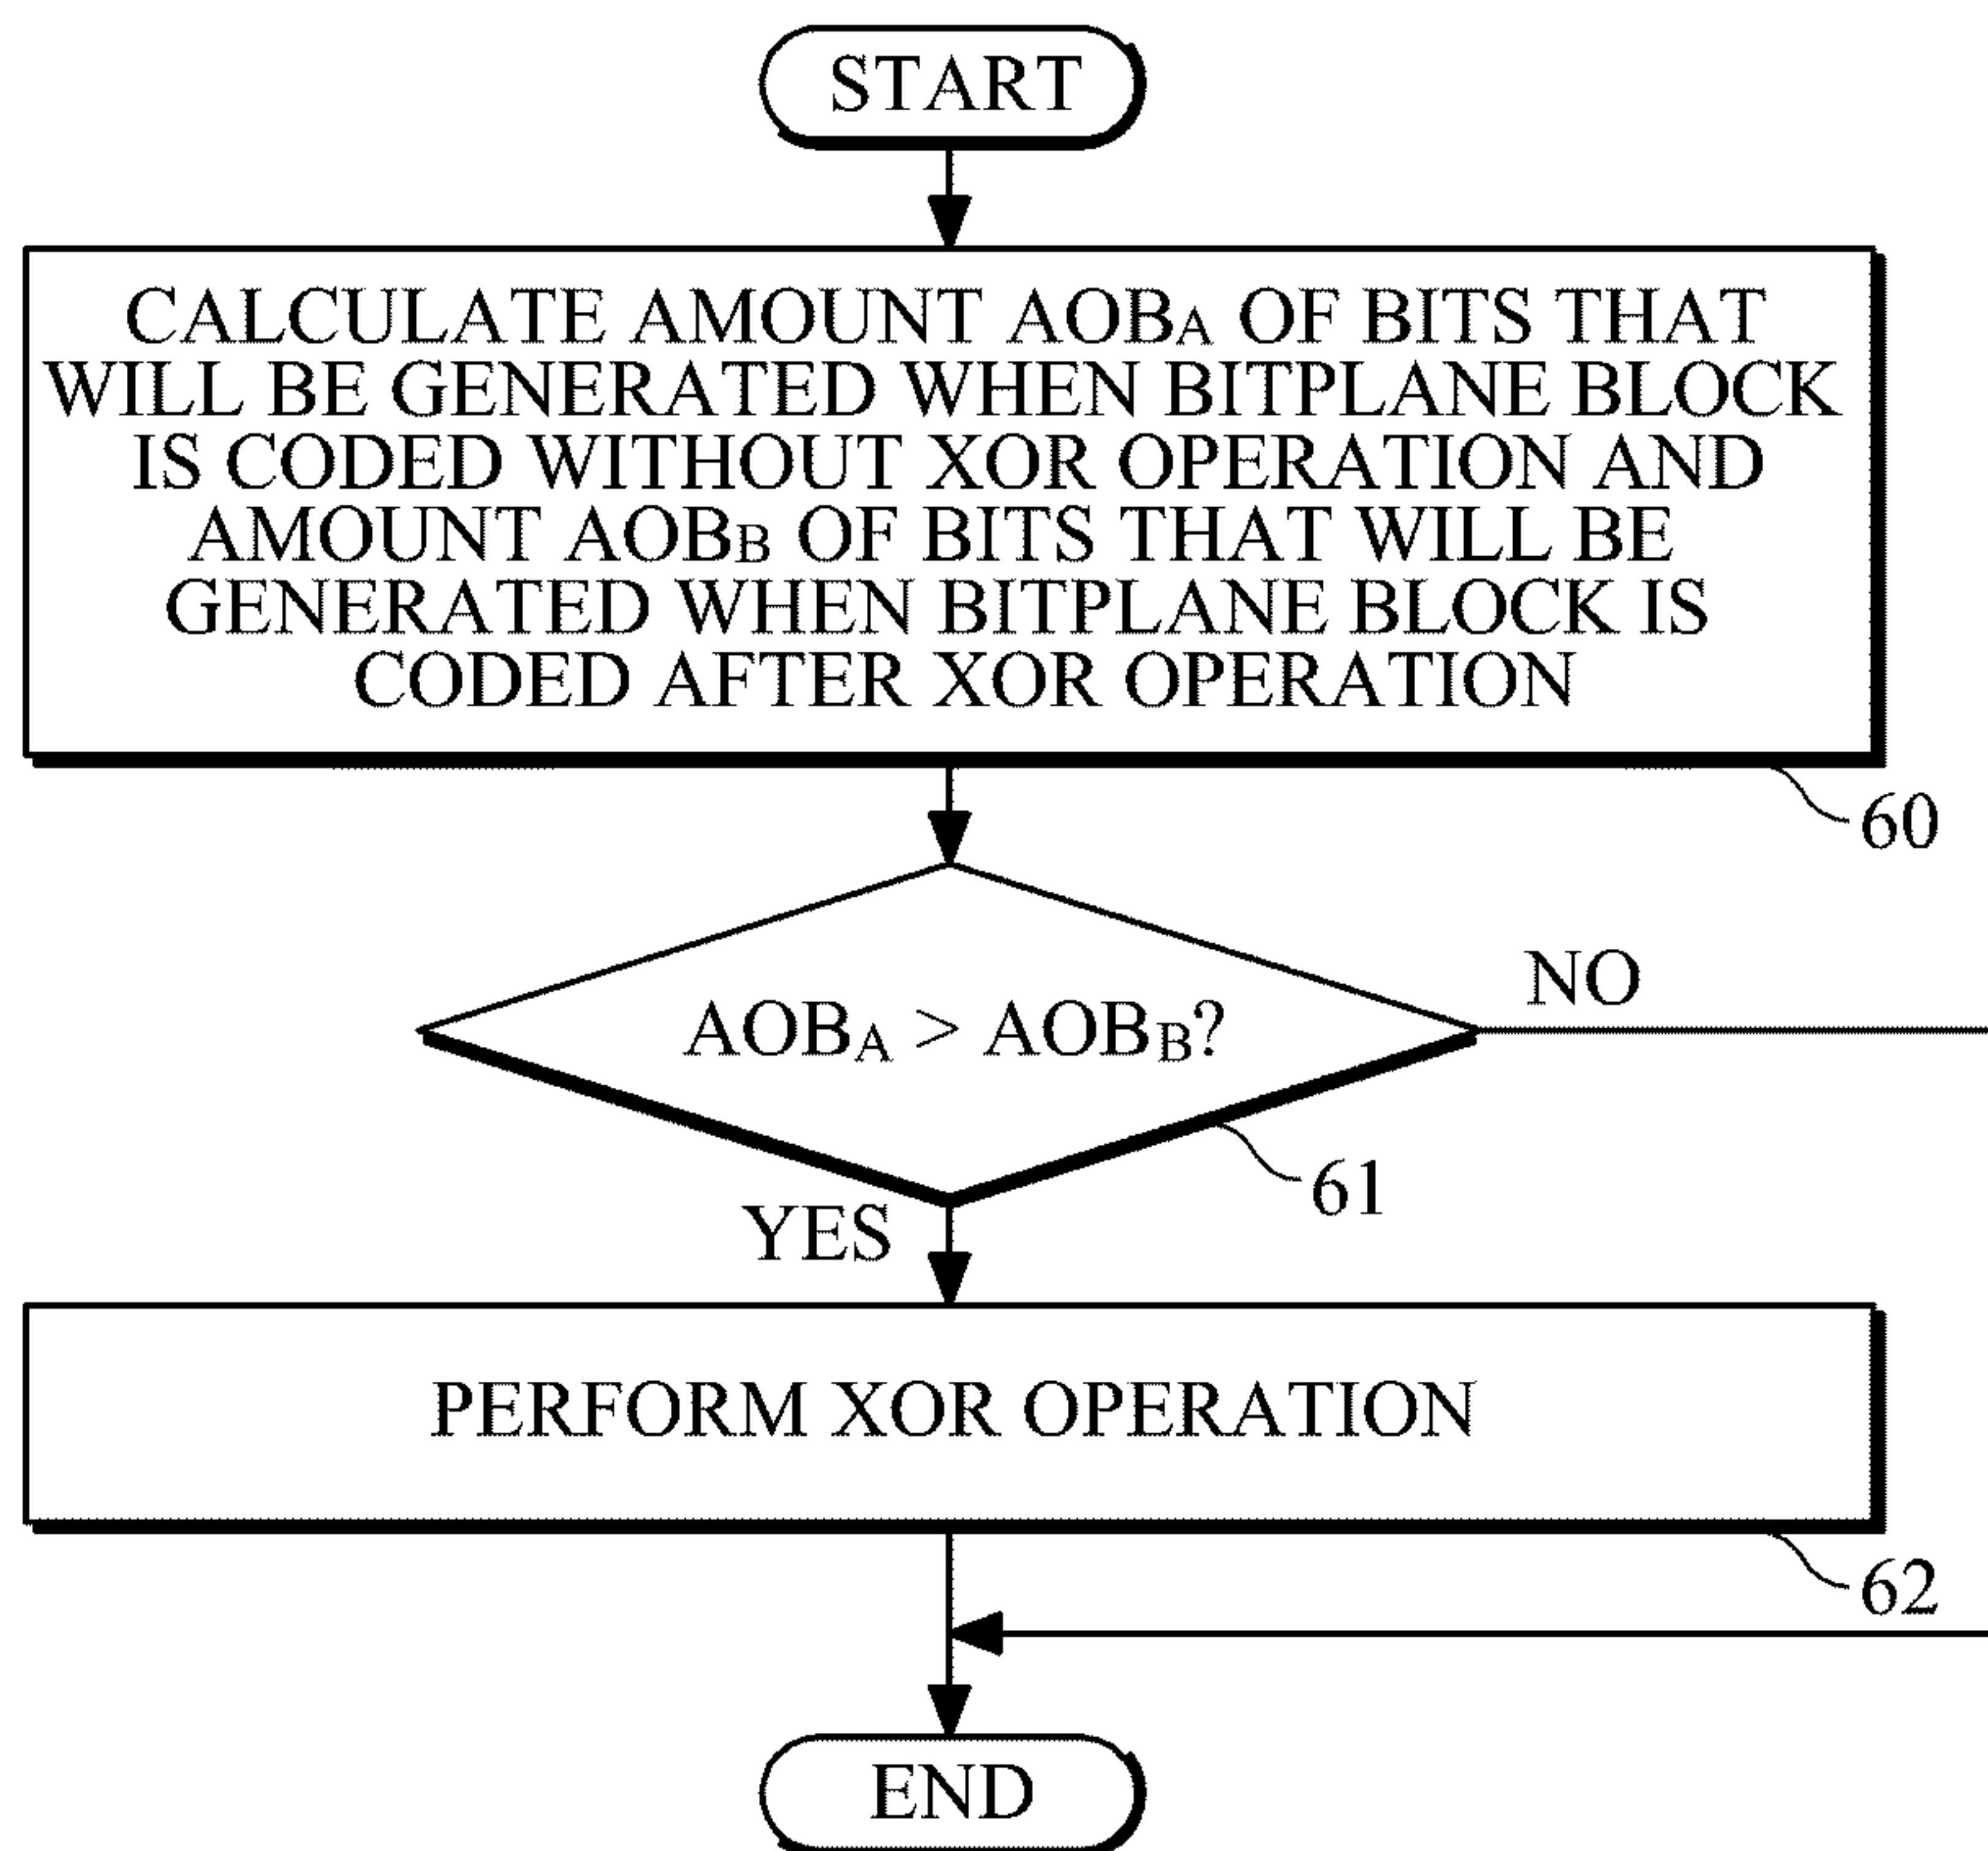 START
CALCULATE AMOUNT AOBA OF BITS THAT
WILL BE GENERATED WHEN BITPLANE BLOCK
IS CODED WITHOUT XOR OPERATION AND
AMOUNT AOBB OF BITS THAT WILL BE
GENERATED WHEN BITPLANE BLOCK IS
CODED AFTER XOR OPERATION
60
AOBA > AOBB?
NO
61
YES
PERFORM XOR OPERATION
62
END